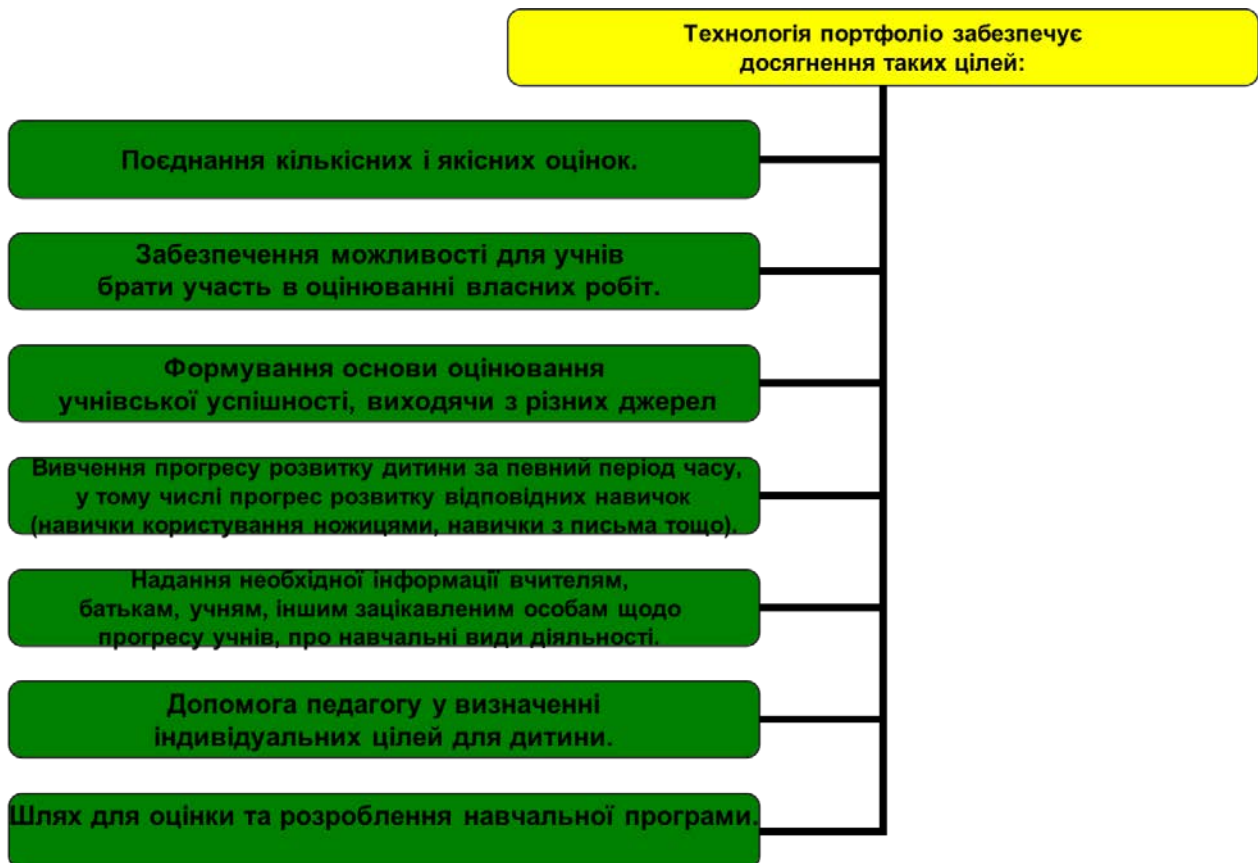 Технологія портфоліо забезпечує
досягнення таких цілей:
Поєднання кількісних і якісних оцінок.
Забезпечення можливості для учнів
брати участь в оцінюванні власних робіт.
Формування основи оцінювання
учнівської успішності, виходячи з різних джерел
Вивчення прогресу розвитку дитини за певний період часу,
у тому числі прогрес розвитку відповідних навичок
(навички користування ножицями, навички з письма тощо).
Надання необхідної інформації вчителям,
батькам, учням, іншим зацікавленим особам щодо
прогресу учнів, про навчальні види діяльності.
Допомога педагогу у визначенні
індивідуальних цілей для дитини.
Шлях для оцінки та розроблення навчальної програми.